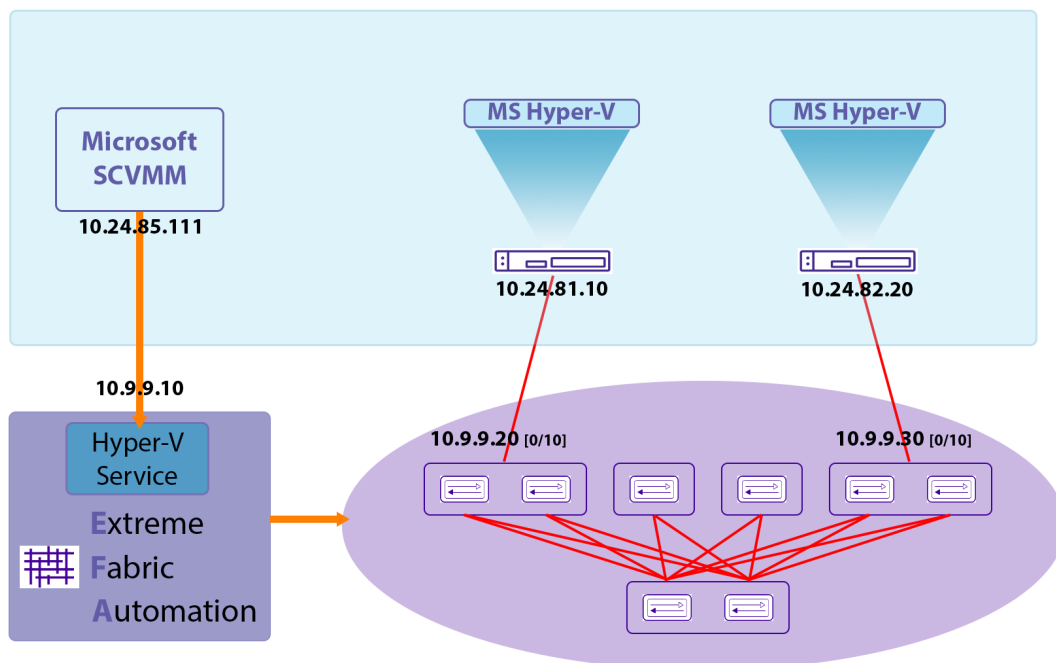 Microsoft
SCVMM
10.24.85.111
MS Hyper-V
MS Hyper-V
10.24.81.10
10.24.82.20
10.9.9.10
Hyper-V
Service
Extreme
Fabric
Automation
10.9.9.20 [0/10]
10.9.9.30 [0/10]